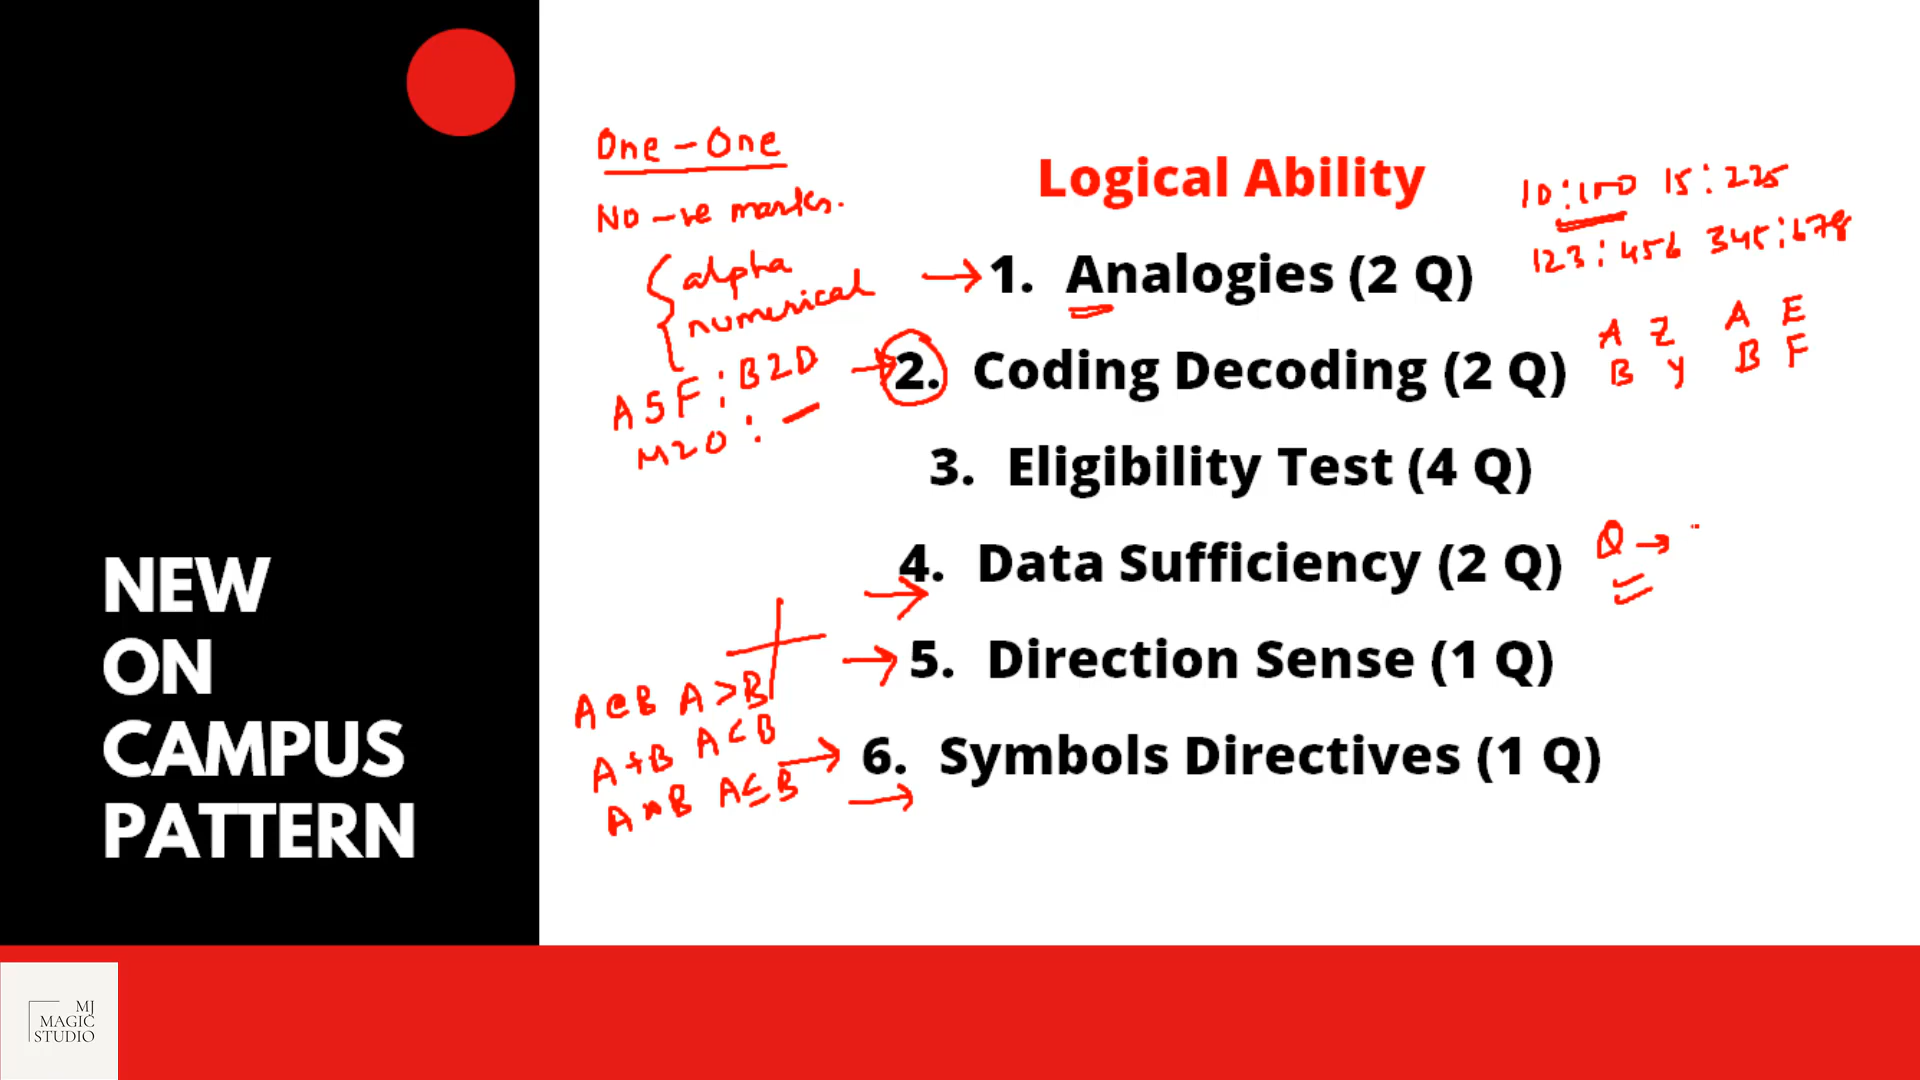 One - One
No -ve marks.
Logical Ability
10:100 15:225
123:456 345:678
alpha
numerical
1. Analogies (2 Q)
A Z A E
B Y B F
A5F:B2D
M20: —
2. Coding Decoding (2 Q)
3. Eligibility Test (4 Q)
4. Data Sufficiency (2 Q)
Q →
5. Direction Sense (1 Q)
A@B A>B
A+B A<B
A*B A≤B
6. Symbols Directives (1 Q)
NEW
ON
CAMPUS
PATTERN
MJ
MAGIC
STUDIO